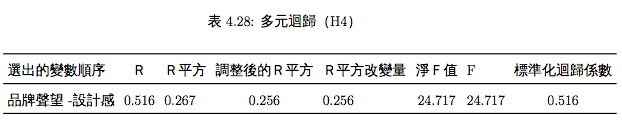 表 4.28: 多元迴歸（H4）
選出的變數順序 R R平方 調整後的R平方 R平方改變量 淨F值 F 標準化迴歸係數
品牌聲望-設計感 0.516 0.267 0.256 0.256 24.717 24.717 0.516